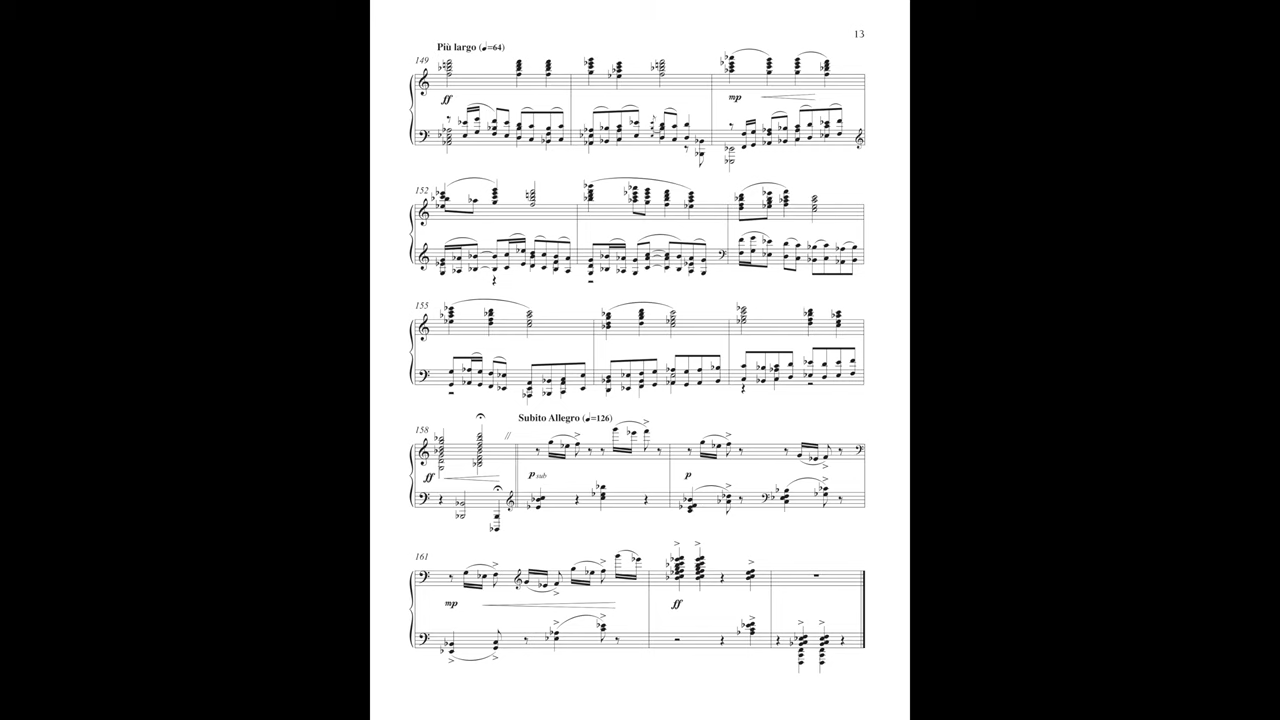 13
Più largo (♩=64)
149
ff
mp
152
155
Subito Allegro (♩=126)
158
ff
p sub
p
161
mp
ff